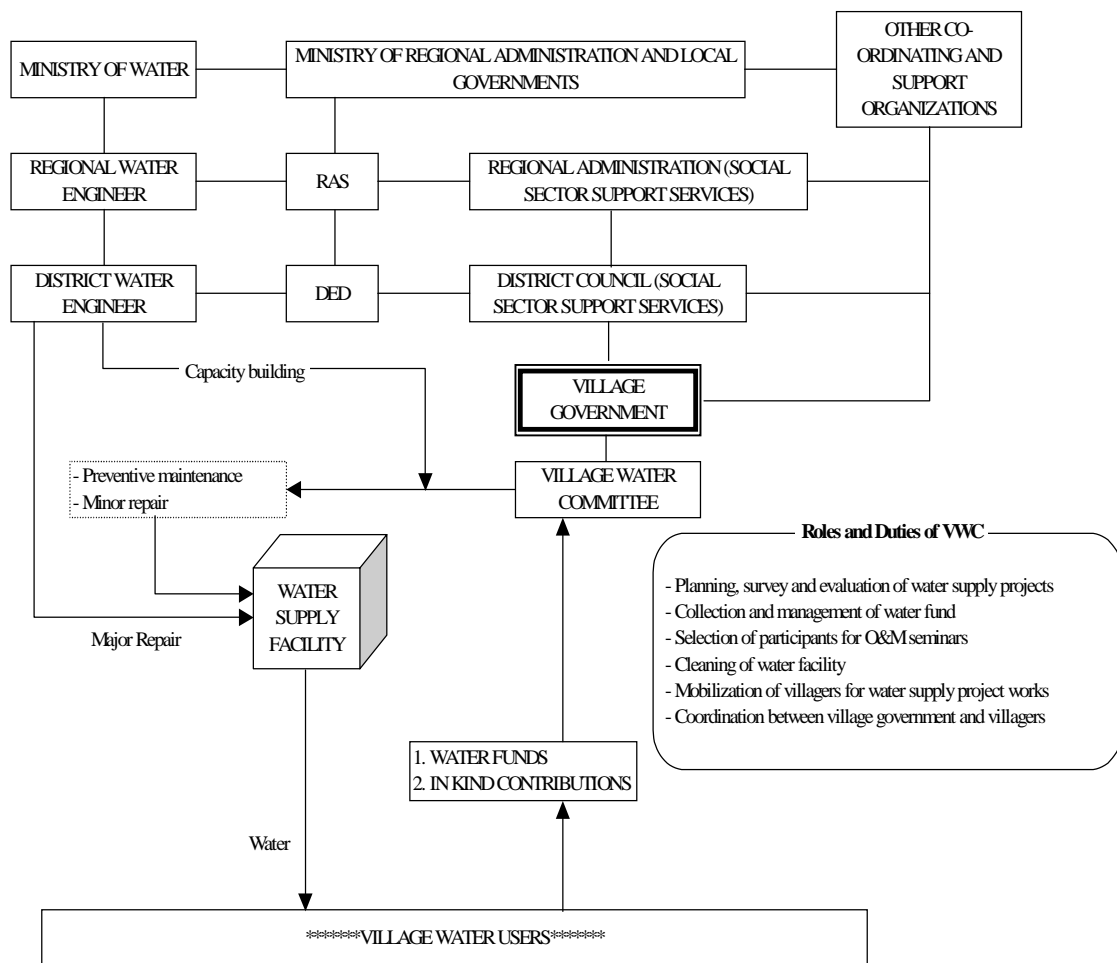 OTHER CO-
ORDINATING AND
SUPPORT
ORGANIZATIONS
MINISTRY OF WATER
MINISTRY OF REGIONAL ADMINISTRATION AND LOCAL
GOVERNMENTS
REGIONAL WATER
ENGINEER
RAS
REGIONAL ADMINISTRATION (SOCIAL
SECTOR SUPPORT SERVICES)
DISTRICT WATER
ENGINEER
DED
DISTRICT COUNCIL (SOCIAL
SECTOR SUPPORT SERVICES)
Capacity building
VILLAGE
GOVERNMENT
- Preventive maintenance
- Minor repair
VILLAGE WATER
COMMITTEE
Roles and Duties of VWC
- Planning, survey and evaluation of water supply projects
- Collection and management of water fund
- Selection of participants for O&M seminars
- Cleaning of water facility
- Mobilization of villagers for water supply project works
- Coordination between village government and villagers
WATER
SUPPLY
FACILITY
Major Repair
1. WATER FUNDS
2. IN KIND CONTRIBUTIONS
Water
*******VILLAGE WATER USERS*******